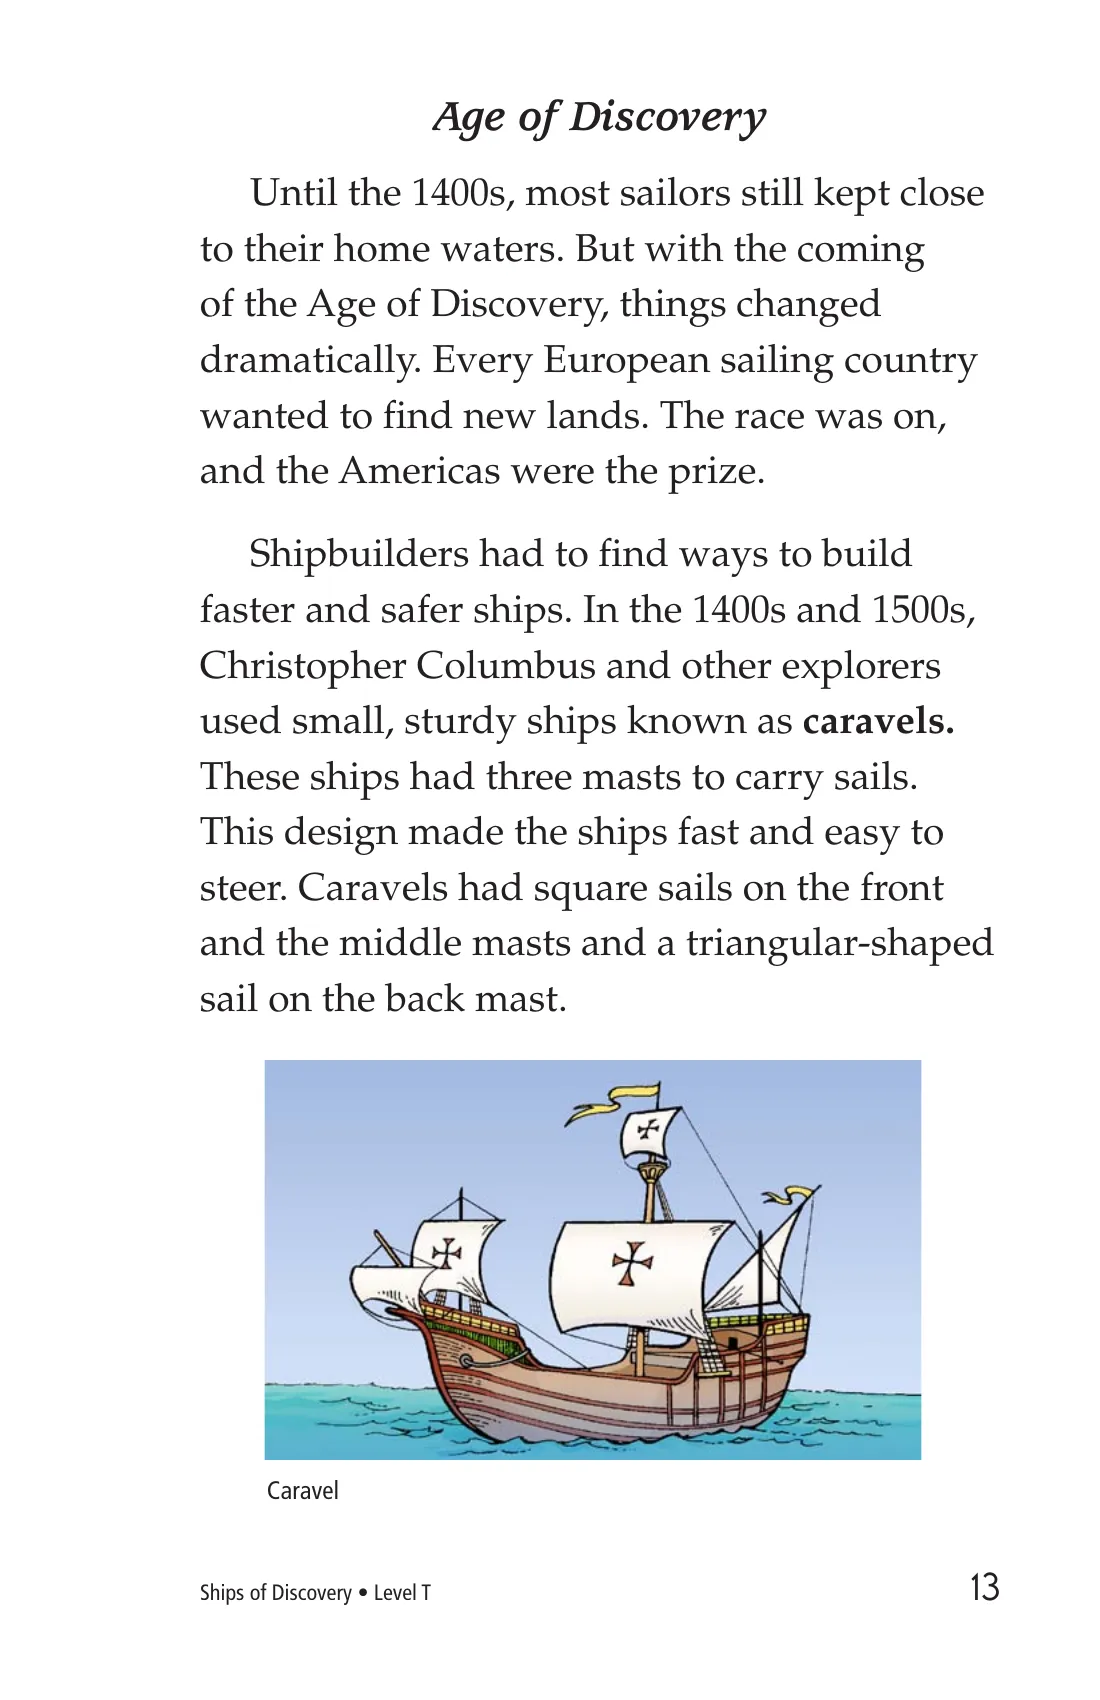 Age of Discovery
Until the 1400s, most sailors still kept close
to their home waters. But with the coming
of the Age of Discovery, things changed
dramatically. Every European sailing country
wanted to find new lands. The race was on,
and the Americas were the prize.
Shipbuilders had to find ways to build
faster and safer ships. In the 1400s and 1500s,
Christopher Columbus and other explorers
used small, sturdy ships known as caravels.
These ships had three masts to carry sails.
This design made the ships fast and easy to
steer. Caravels had square sails on the front
and the middle masts and a triangular-shaped
sail on the back mast.
Caravel
Ships of Discovery • Level T
13